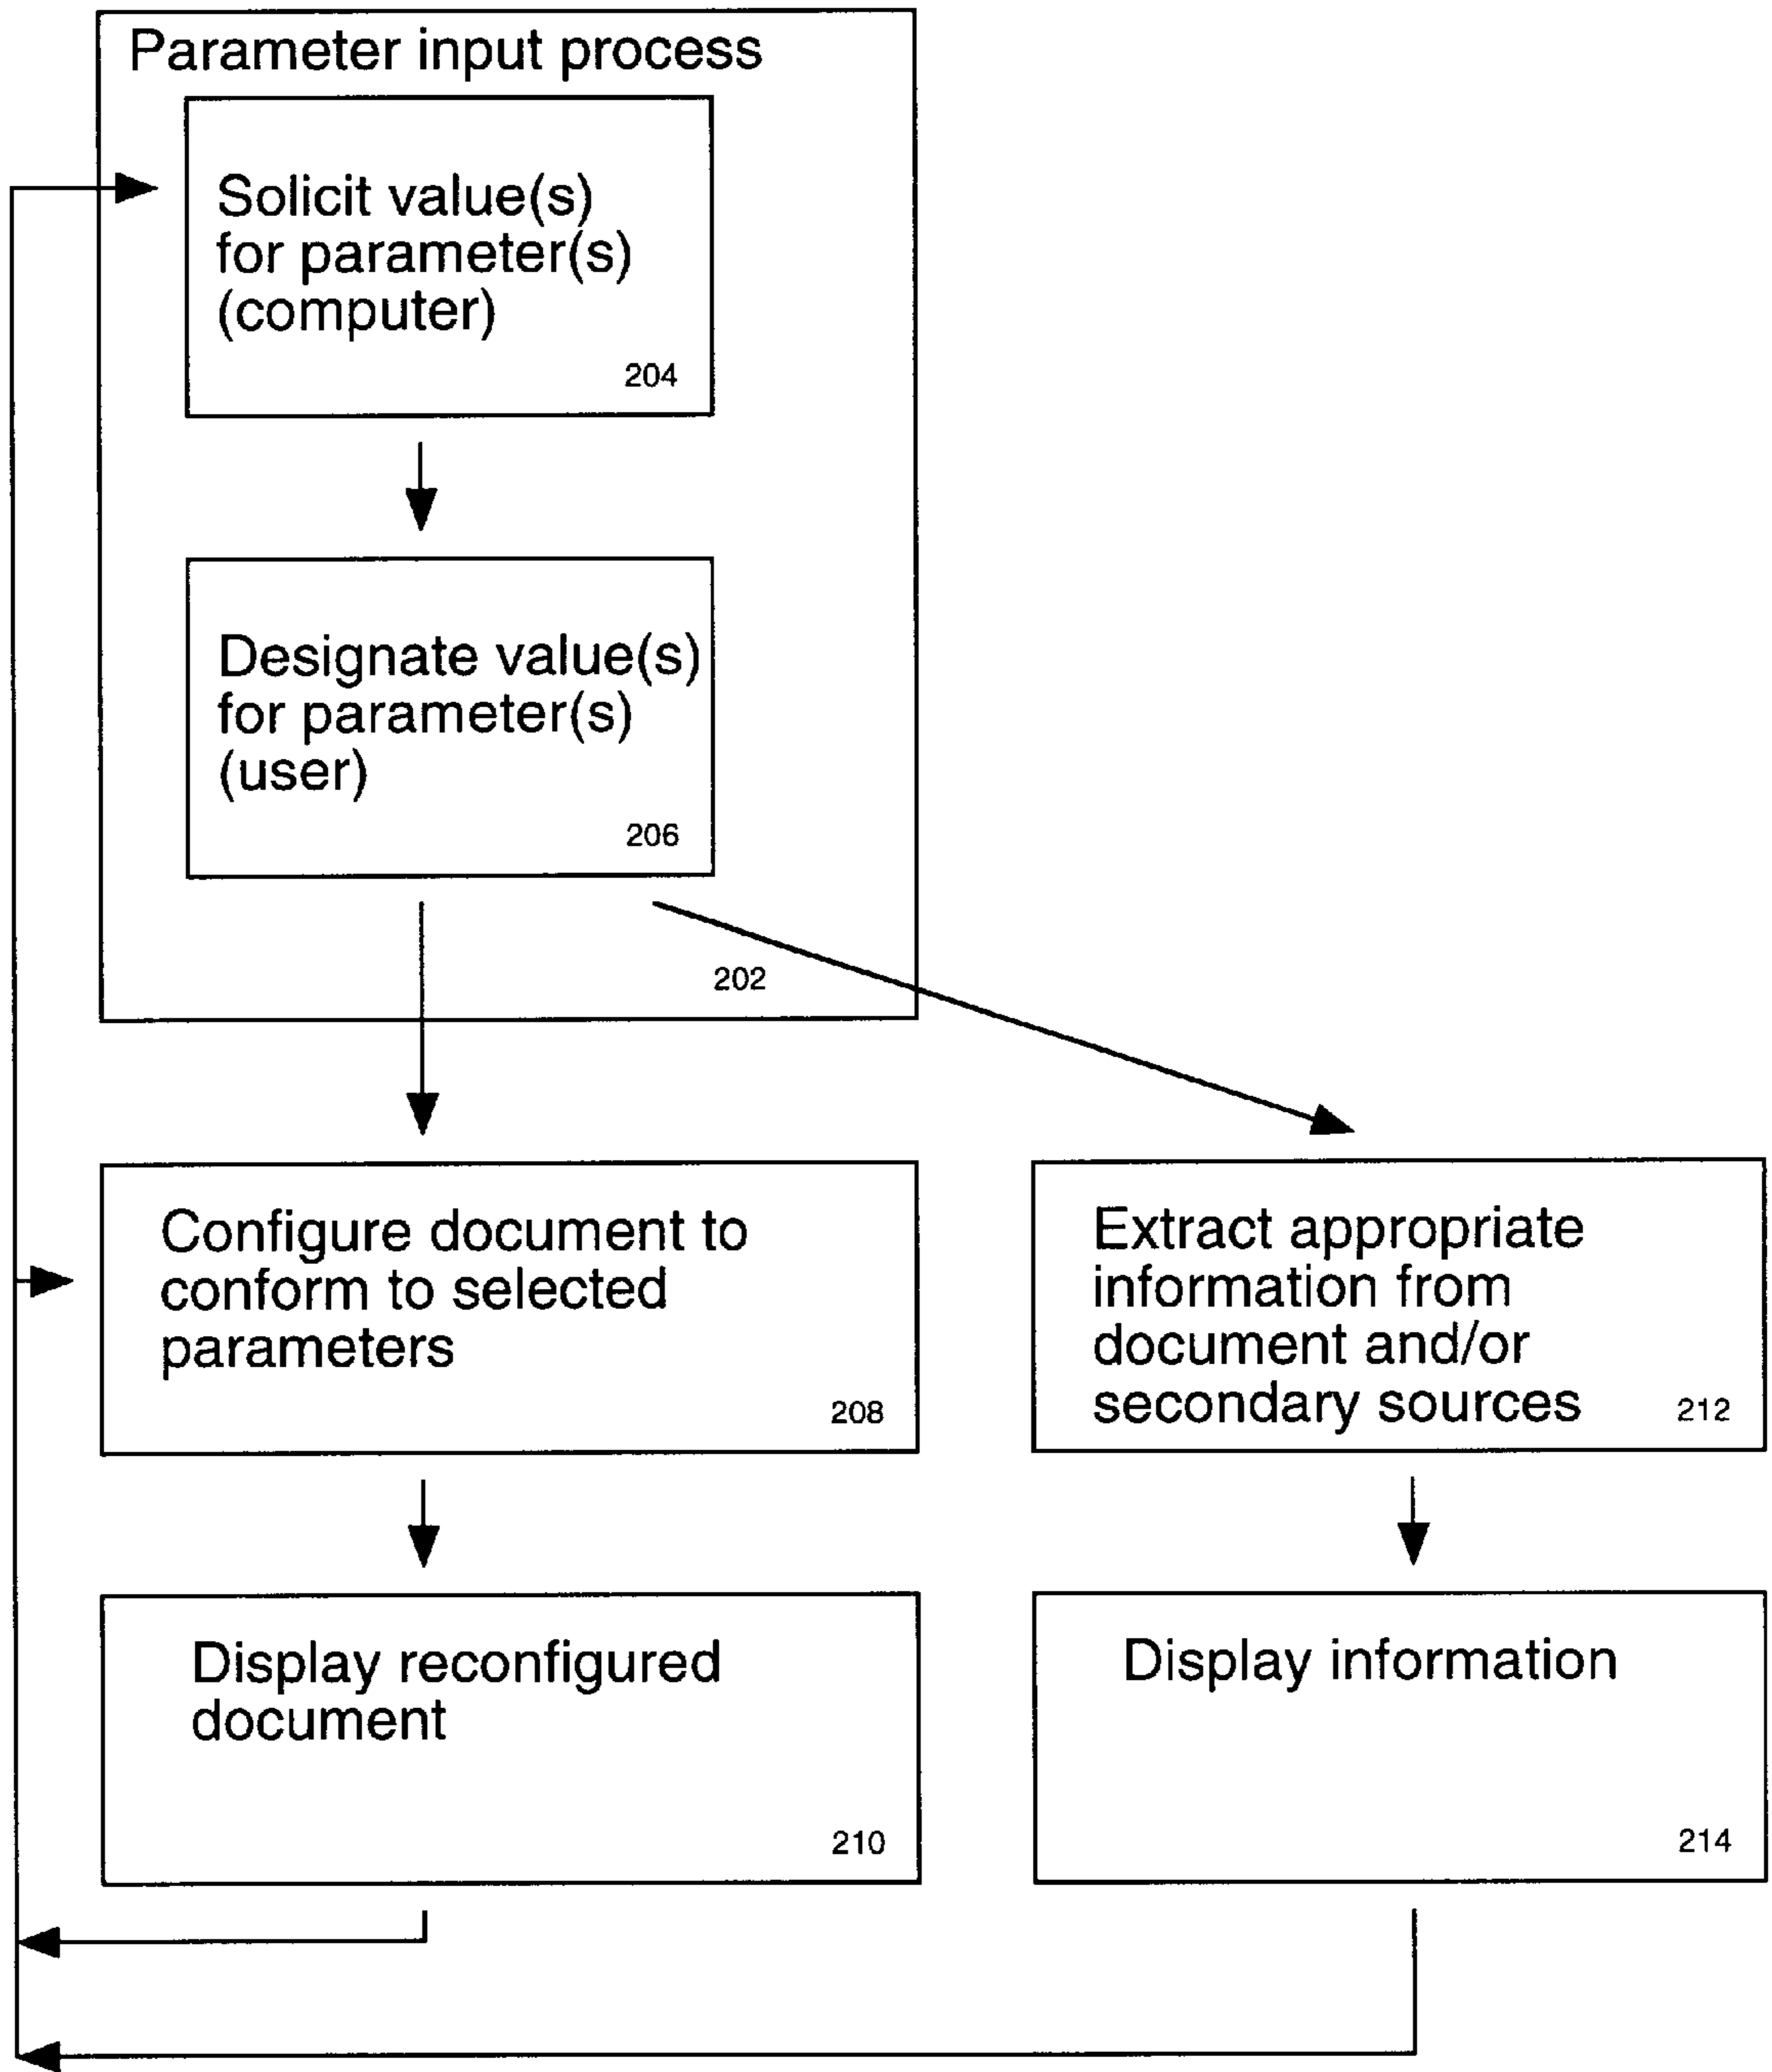 Parameter input process
Solicit value(s)
for parameter(s)
(computer)
204
Designate value(s)
for parameter(s)
(user)
206
202
Configure document to
conform to selected
parameters
208
Extract appropriate
information from
document and/or
secondary sources
212
Display reconfigured
document
210
Display information
214